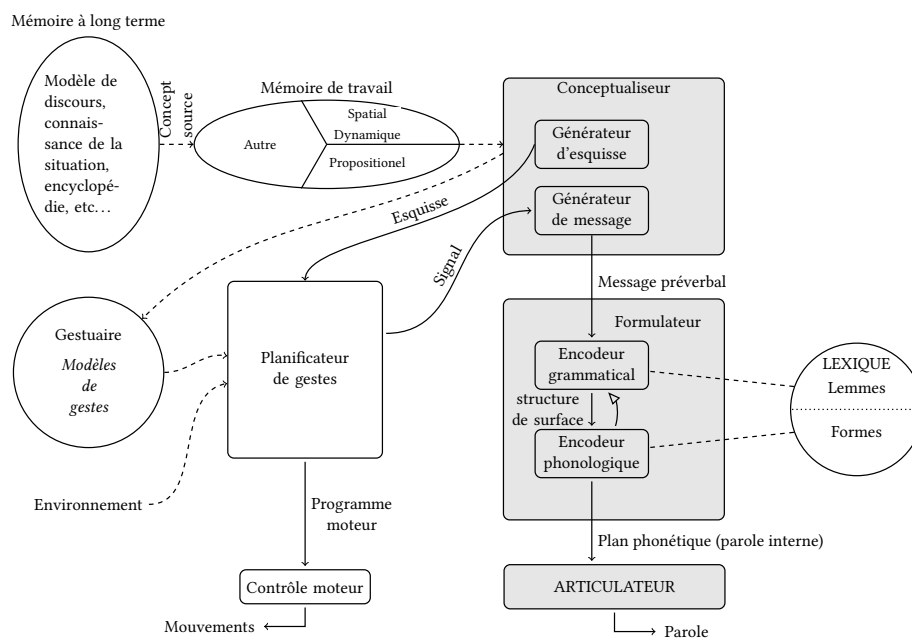 Mémoire à long terme
Modèle de
discours,
connais-
sance de la
situation,
encyclopé-
die, etc…
Concept
source
Mémoire de travail
Autre
Spatial
Dynamique
Propositionel
Conceptualiseur
Générateur
d'esquisse
Générateur
de message
Esquisse
Signal
Message préverbal
Gestuaire
Modèles
de
gestes
Planificateur
de gestes
Formulateur
Encodeur
grammatical
structure
de surface
Encodeur
phonologique
LEXIQUE
Lemmes
Formes
Environnement
Programme
moteur
Plan phonétique (parole interne)
Contrôle moteur
ARTICULATEUR
Mouvements
Parole